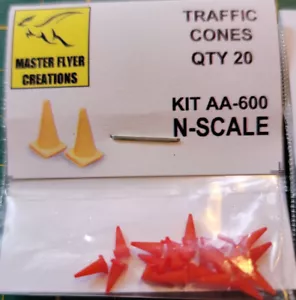 MASTER FLYER
CREATIONS
TRAFFIC
CONES
QTY 20
KIT AA-600
N-SCALE